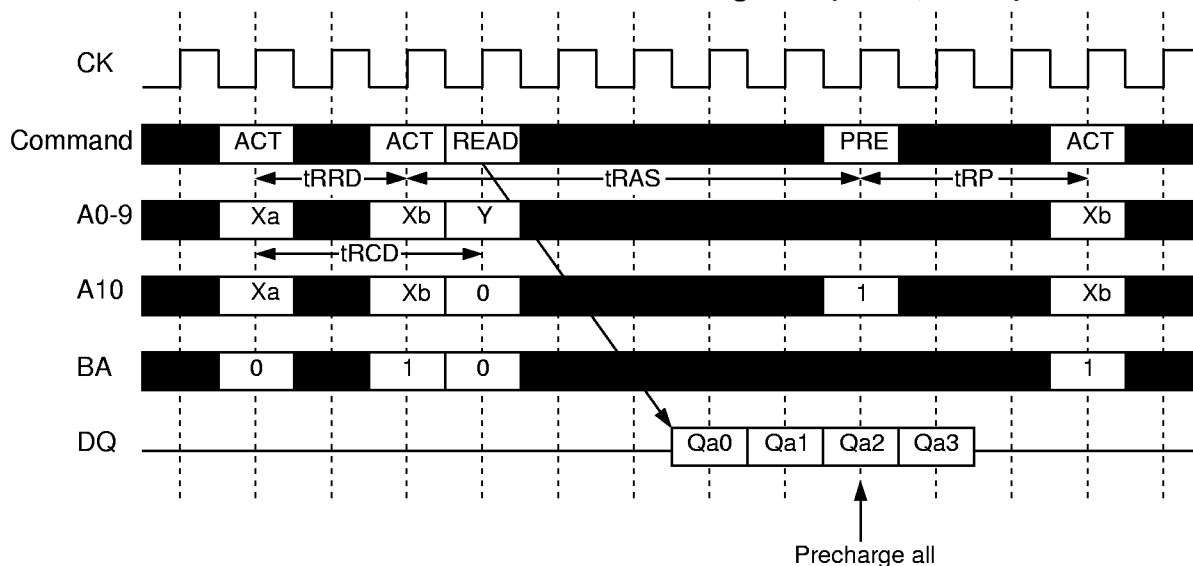 CK
Command ACT ACT READ PRE ACT
tRRD tRAS tRP
A0-9 Xa Xb Y Xb
tRCD
A10 Xa Xb 0 1 Xb
BA 0 1 0 1
DQ Qa0 Qa1 Qa2 Qa3
Precharge all